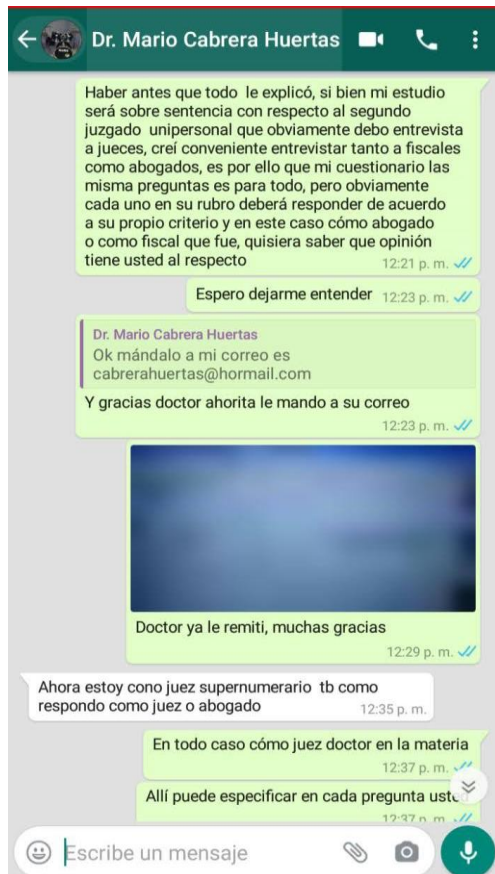 Dr. Mario Cabrera Huertas
Haber antes que todo le explicó, si bien mi estudio
será sobre sentencia con respecto al segundo
juzgado unipersonal que obviamente debo entrevista
a jueces, creí conveniente entrevistar tanto a fiscales
como abogados, es por ello que mi cuestionario las
misma preguntas es para todo, pero obviamente
cada uno en su rubro deberá responder de acuerdo
a su propio criterio y en este caso cómo abogado
o como fiscal que fue, quisiera saber que opinión
tiene usted al respecto
12:21 p. m.
Espero dejarme entender 12:23 p. m.
Dr. Mario Cabrera Huertas
Ok mándalo a mi correo es
cabrerahuertas@hormail.com
Y gracias doctor ahorita le mando a su correo
12:23 p. m.
Doctor ya le remiti, muchas gracias
12:29 p. m.
Ahora estoy cono juez supernumerario tb como
respondo como juez o abogado 12:35 p. m.
En todo caso cómo juez doctor en la materia
12:37 p. m.
Allí puede especificar en cada pregunta
12:37 p. m.
Escribe un mensaje